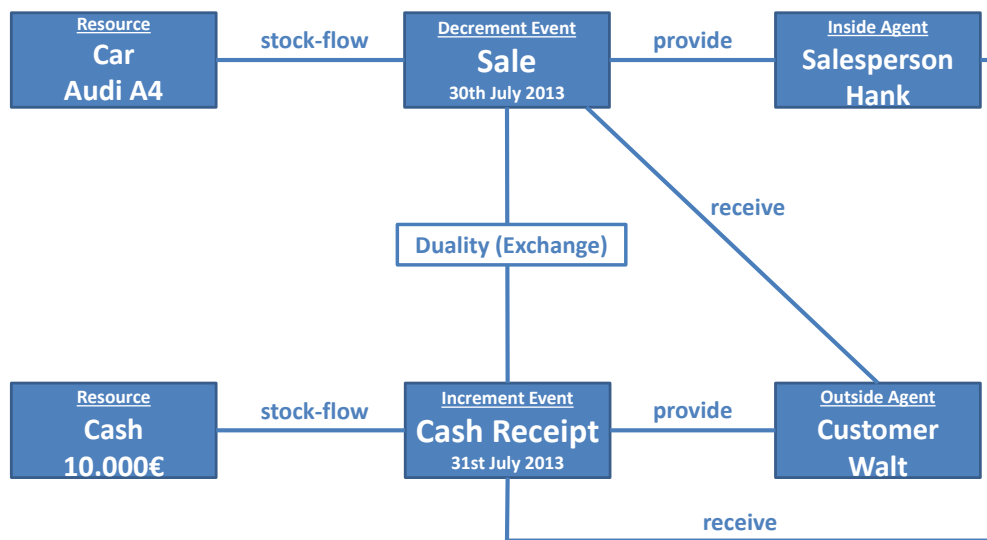 Resource
Car
Audi A4
stock-flow
Decrement Event
Sale
30th July 2013
provide
Inside Agent
Salesperson
Hank
receive
Duality (Exchange)
Resource
Cash
10.000€
stock-flow
Increment Event
Cash Receipt
31st July 2013
provide
Outside Agent
Customer
Walt
receive